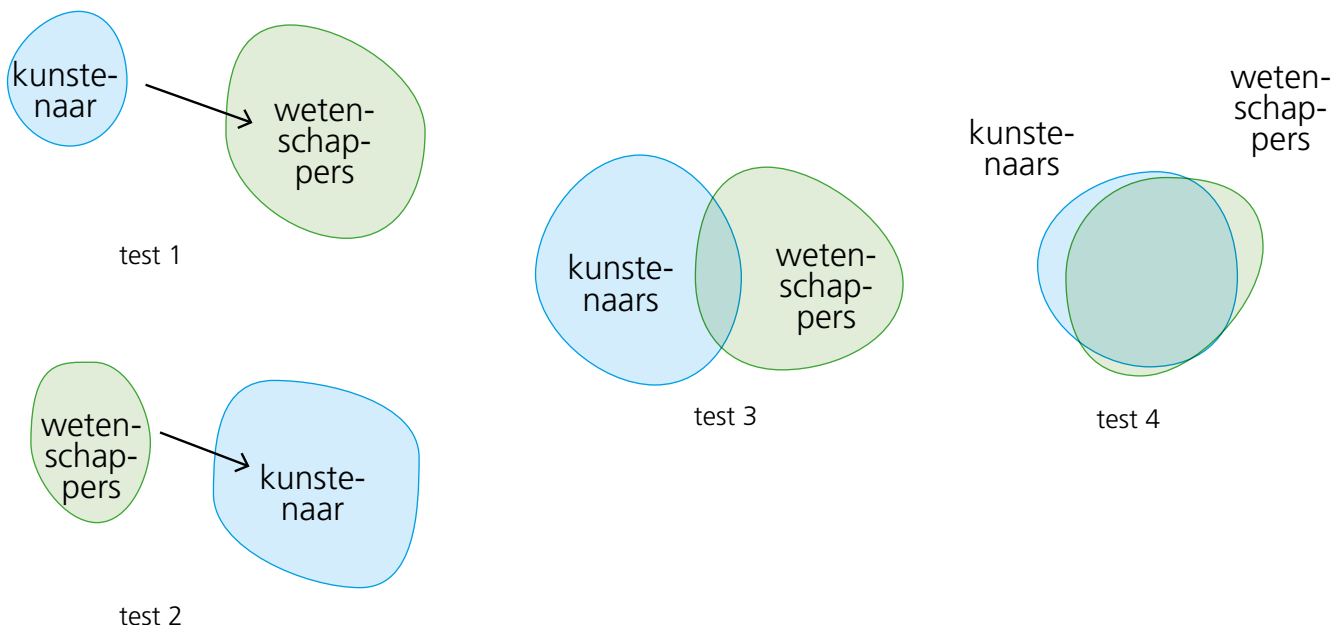 kunste-
naar
weten-
schap-
pers
test 1
weten-
schap-
pers
kunste-
naar
test 2
kunste-
naars
weten-
schap-
pers
test 3
kunste-
naars
weten-
schap-
pers
test 4